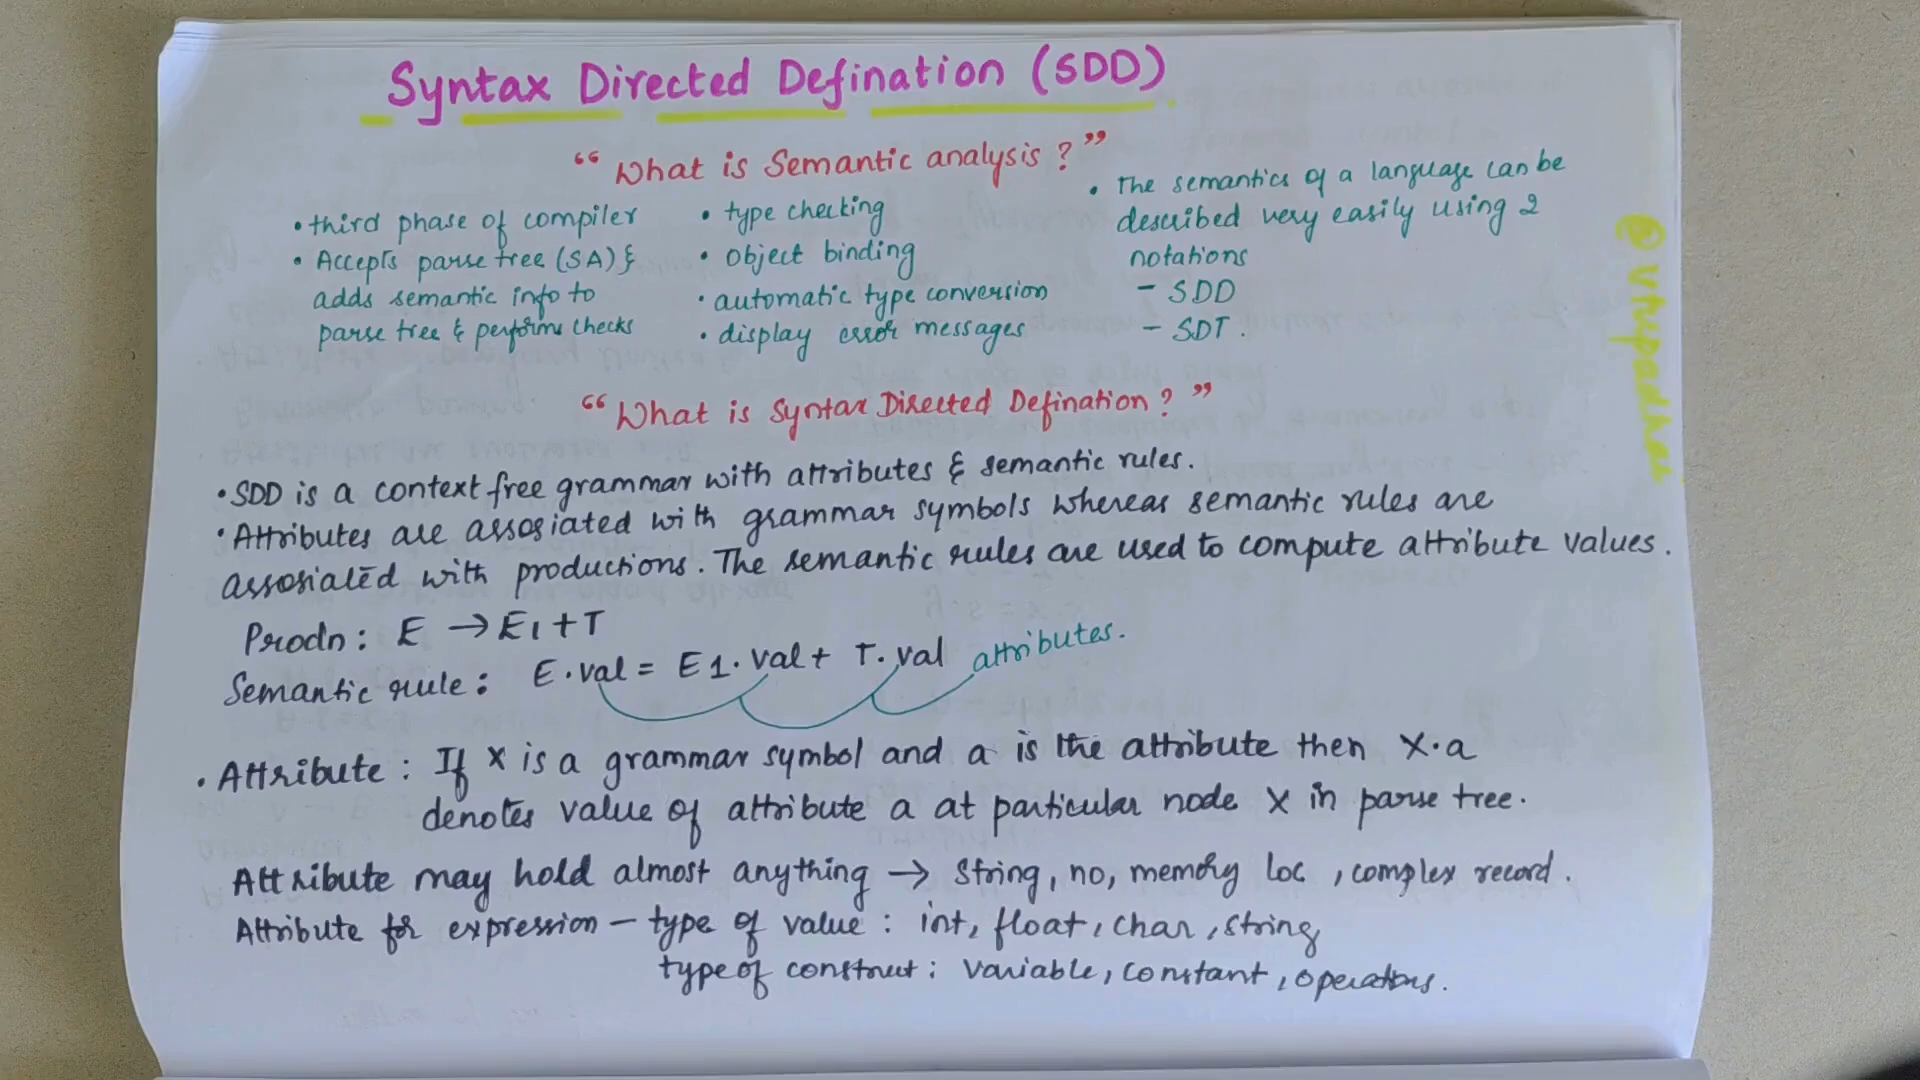 Syntax Directed Defination (SDD)
"What is Semantic analysis?"
• third phase of compiler
• Accepts parse tree (SA) &
adds semantic info to
parse tree & performs checks
• type checking
• Object binding
• automatic type conversion
• display error messages
• The semantics of a language can be
described very easily using 2
notations
- SDD
- SDT.
@vtupadhai
"What is Syntax Directed Defination?"
• SDD is a context free grammar with attributes & semantic rules.
• Attributes are assosiated with grammar symbols whereas semantic rules are
assosiated with productions. The semantic rules are used to compute attribute values.
Prodn: E → E1+T
Semantic rule: E.val = E1.val + T.val attributes.
• Attribute: If X is a grammar symbol and a is the attribute then X.a
denotes value of attribute a at particular node X in parse tree.
Attribute may hold almost anything → string, no, memory loc, complex record.
Attribute for expression - type of value: int, float, char, string
type of construct: variable, constant, operations.